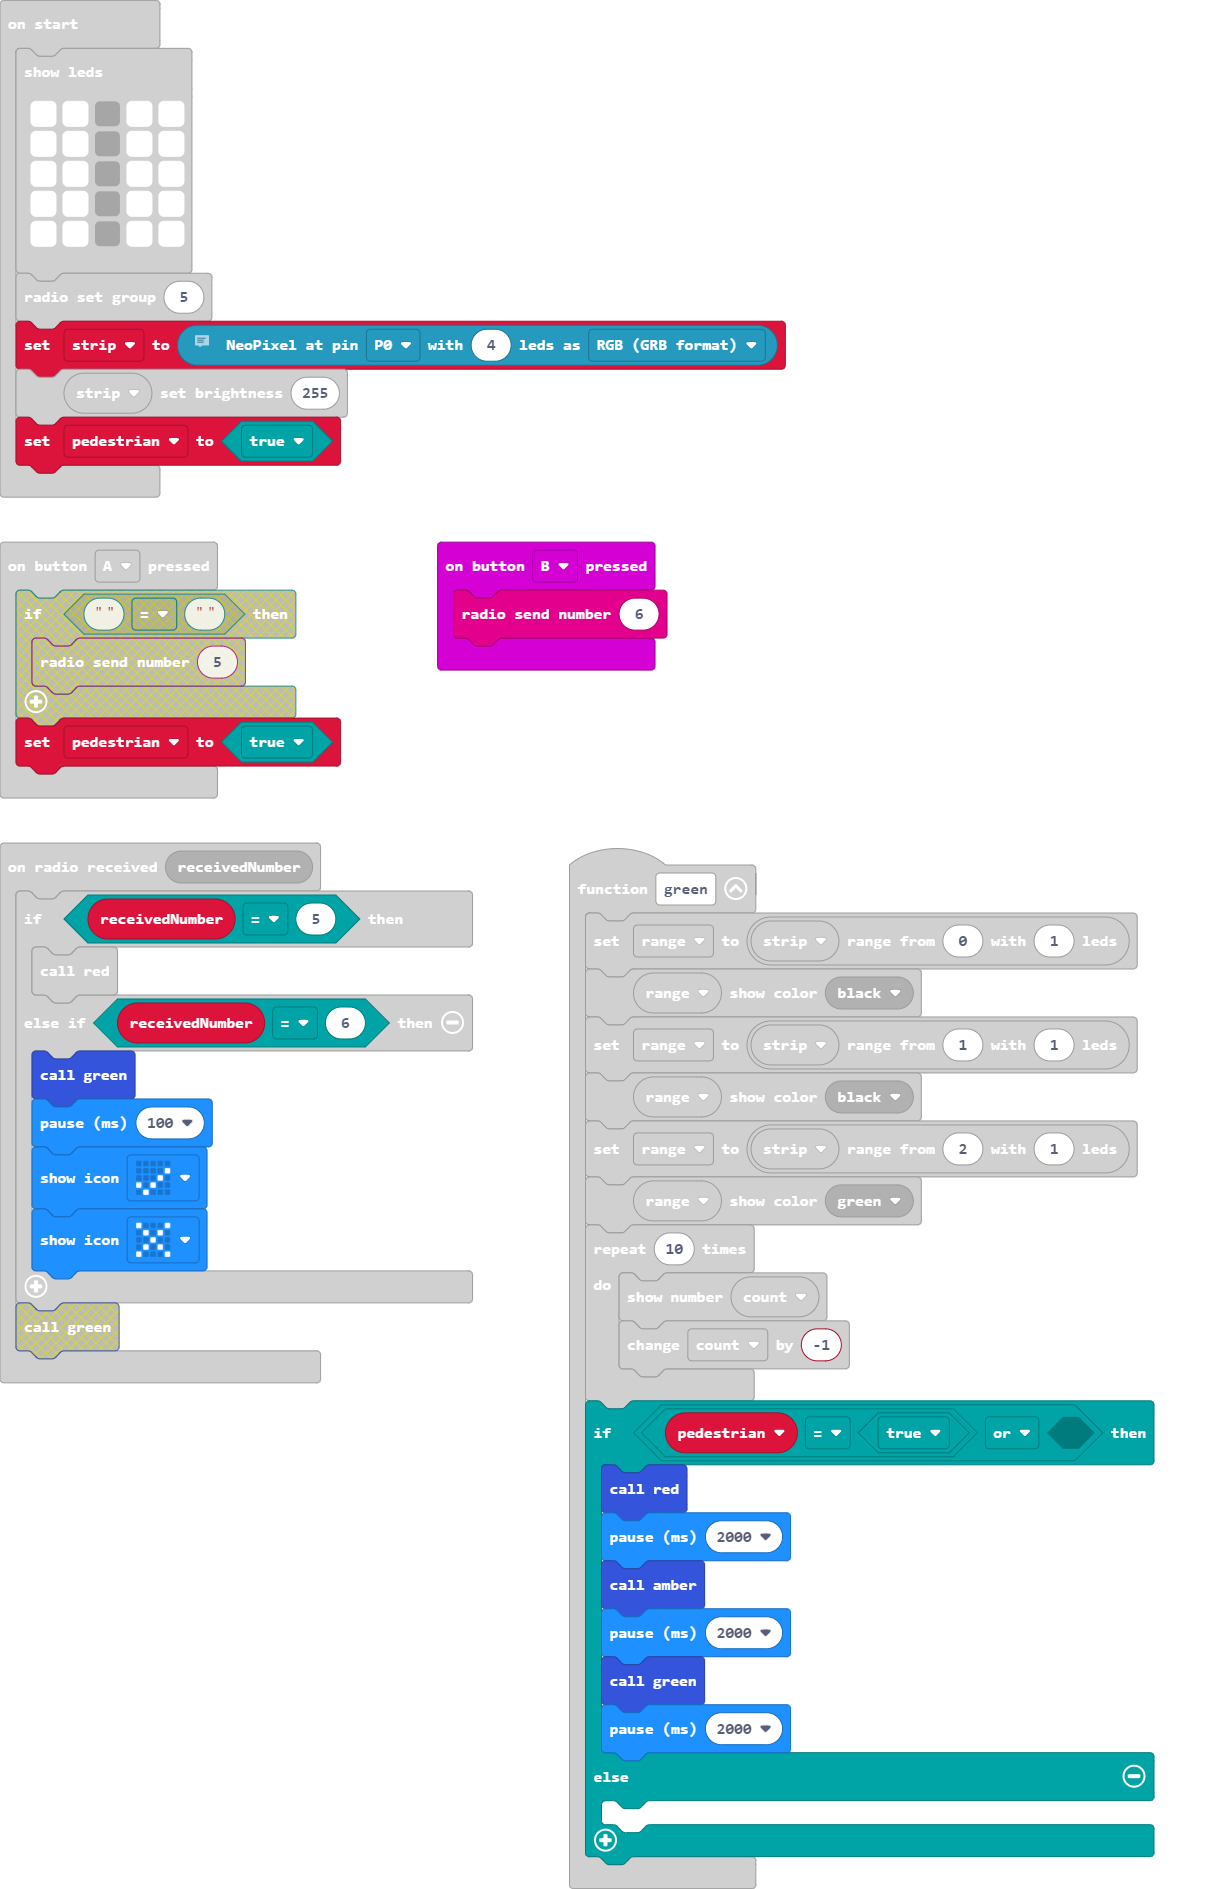 on start
show leds
radio set group 5
set strip to NeoPixel at pin P0 with 4 leds as RGB (GRB format)
strip set brightness 255
set pedestrian to true
on button A pressed
if " " = " " then
radio send number 5
set pedestrian to true
on button B pressed
radio send number 6
on radio received receivedNumber
if receivedNumber = 5 then
call red
else if receivedNumber = 6 then
call green
pause (ms) 100
show icon
show icon
call green
function green
set range to strip range from 0 with 1 leds
range show color black
set range to strip range from 1 with 1 leds
range show color black
set range to strip range from 2 with 1 leds
range show color green
repeat 10 times
do
show number count
change count by -1
if pedestrian = true or then
call red
pause (ms) 2000
call amber
pause (ms) 2000
call green
pause (ms) 2000
else